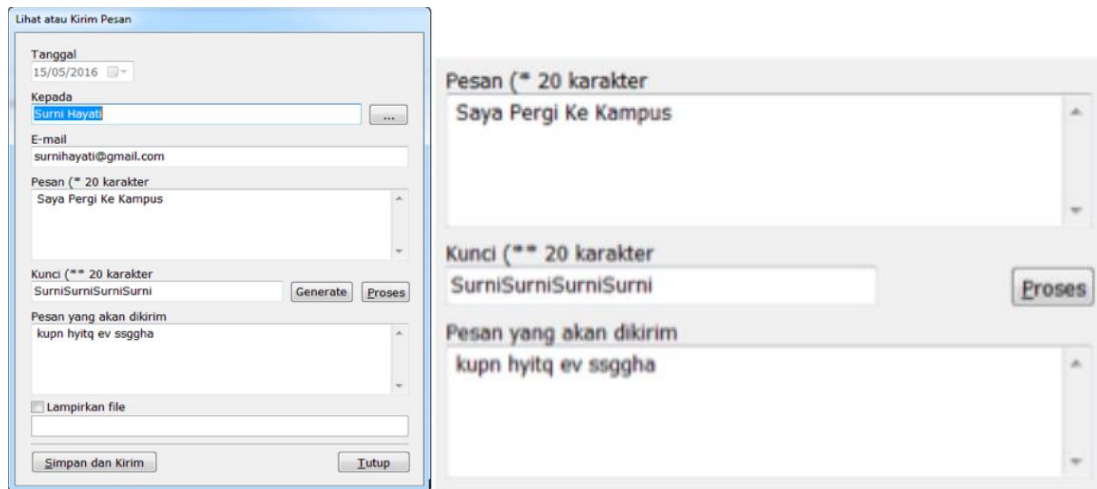 Lihat atau Kirim Pesan
Tanggal
15/05/2016
Kepada
Surni Hayati
...
E-mail
surnihayati@gmail.com
Pesan (* 20 karakter
Saya Pergi Ke Kampus
Kunci (** 20 karakter
SurniSurniSurniSurni
Generate
Proses
Pesan yang akan dikirim
kupn hyitq ev ssggha
Lampirkan file
Simpan dan Kirim
Tutup
Pesan (* 20 karakter
Saya Pergi Ke Kampus
Kunci (** 20 karakter
SurniSurniSurniSurni
Proses
Pesan yang akan dikirim
kupn hyitq ev ssggha